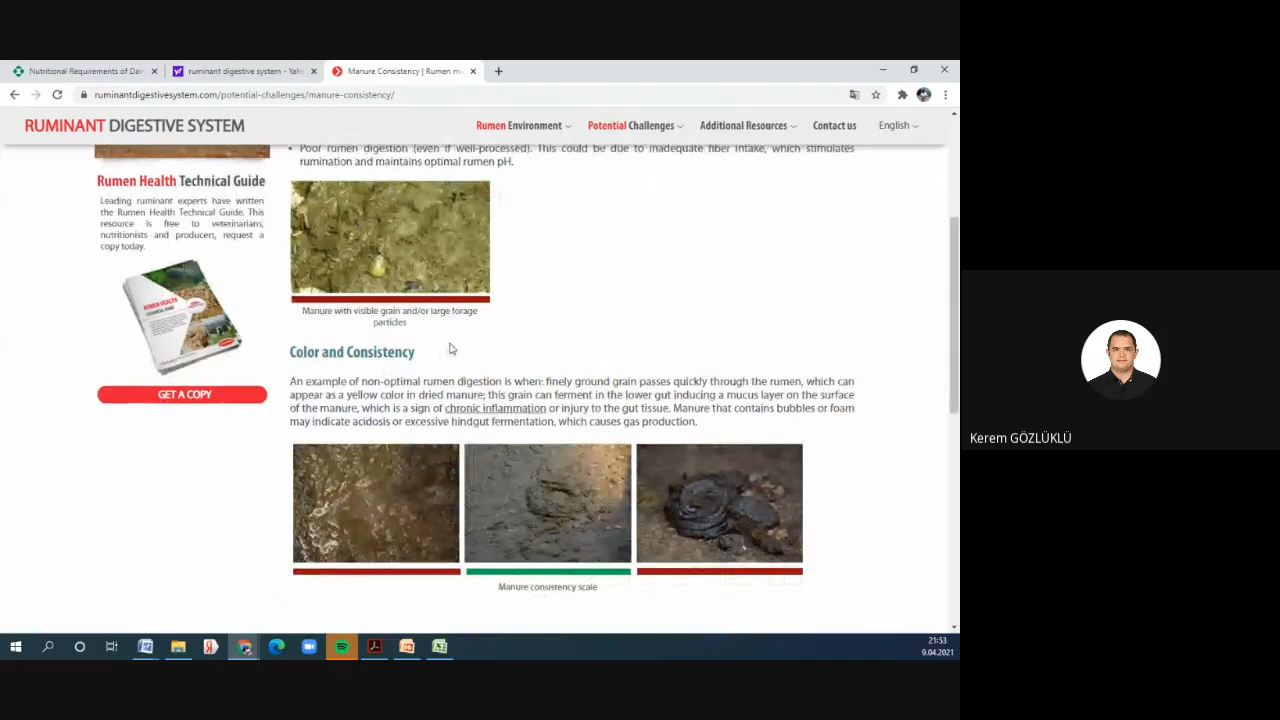 Nutritional Requirements of Dai
ruminant digestive system - Yaho
Manure Consistency | Rumen mi
ruminantdigestivesystem.com/potential-challenges/manure-consistency/
RUMINANT DIGESTIVE SYSTEM
Rumen Environment
Potential Challenges
Additional Resources
Contact us
English
• Poor rumen digestion (even if well-processed). This could be due to inadequate fiber intake, which stimulates
rumination and maintains optimal rumen pH.
Rumen Health Technical Guide
Leading ruminant experts have written
the Rumen Health Technical Guide. This
resource is free to veterinarians,
nutritionists and producers, request a
copy today.
RUMEN HEALTH
GET A COPY
Manure with visible grain and/or large forage
particles
Color and Consistency
An example of non-optimal rumen digestion is when: finely ground grain passes quickly through the rumen, which can
appear as a yellow color in dried manure; this grain can ferment in the lower gut inducing a mucus layer on the surface
of the manure, which is a sign of chronic inflammation or injury to the gut tissue. Manure that contains bubbles or foam
may indicate acidosis or excessive hindgut fermentation, which causes gas production.
Manure consistency scale
21:53
9.04.2021
Kerem GÖZLÜKLÜ